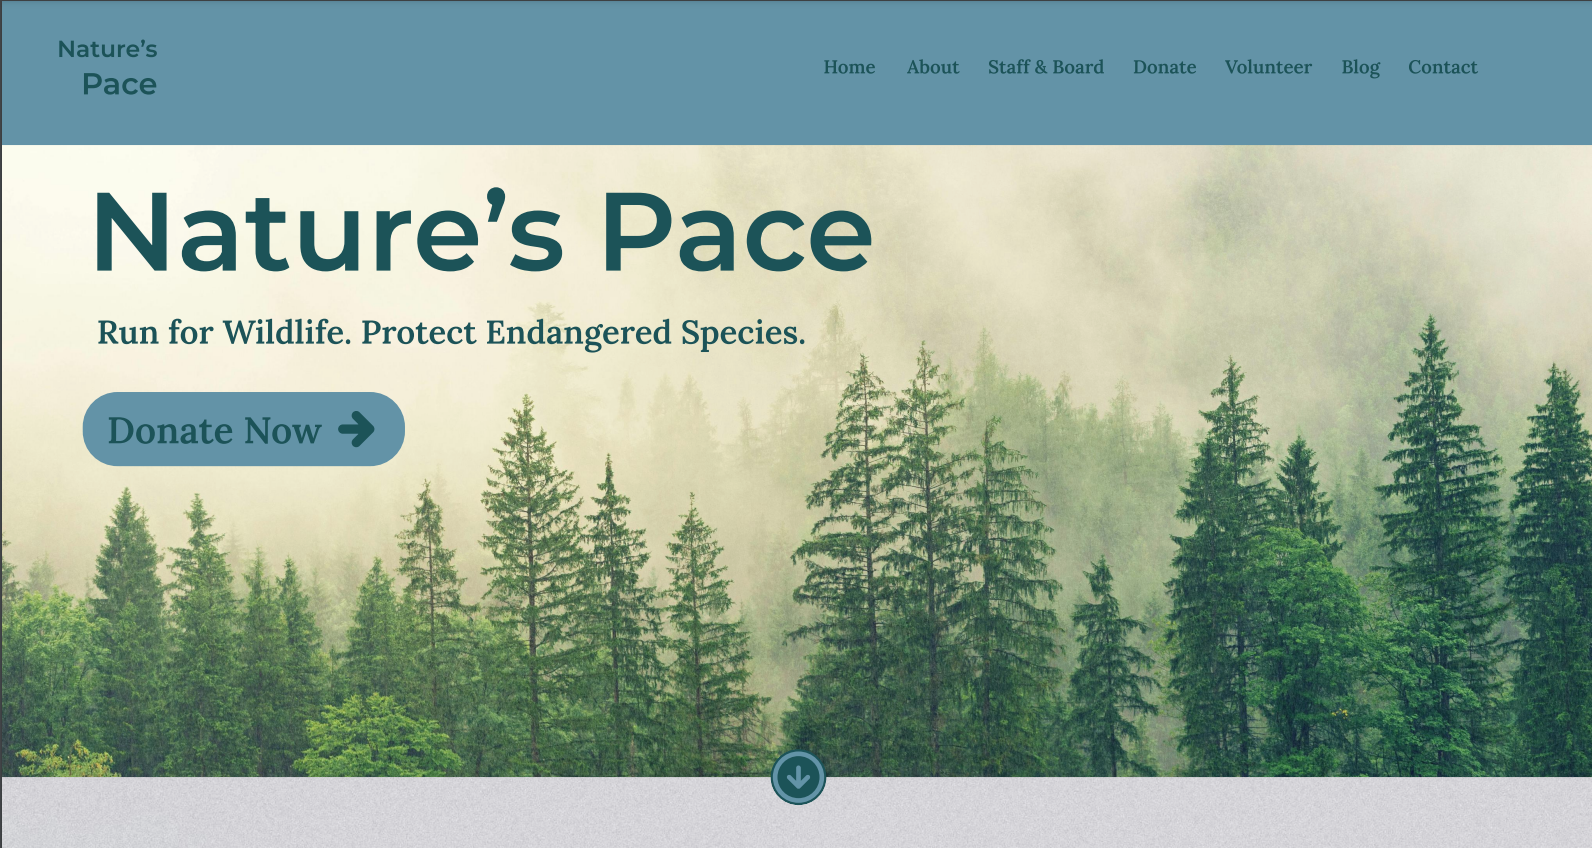 Nature’s
Pace
Home About Staff & Board Donate Volunteer Blog Contact
Nature’s Pace
Run for Wildlife. Protect Endangered Species.
Donate Now